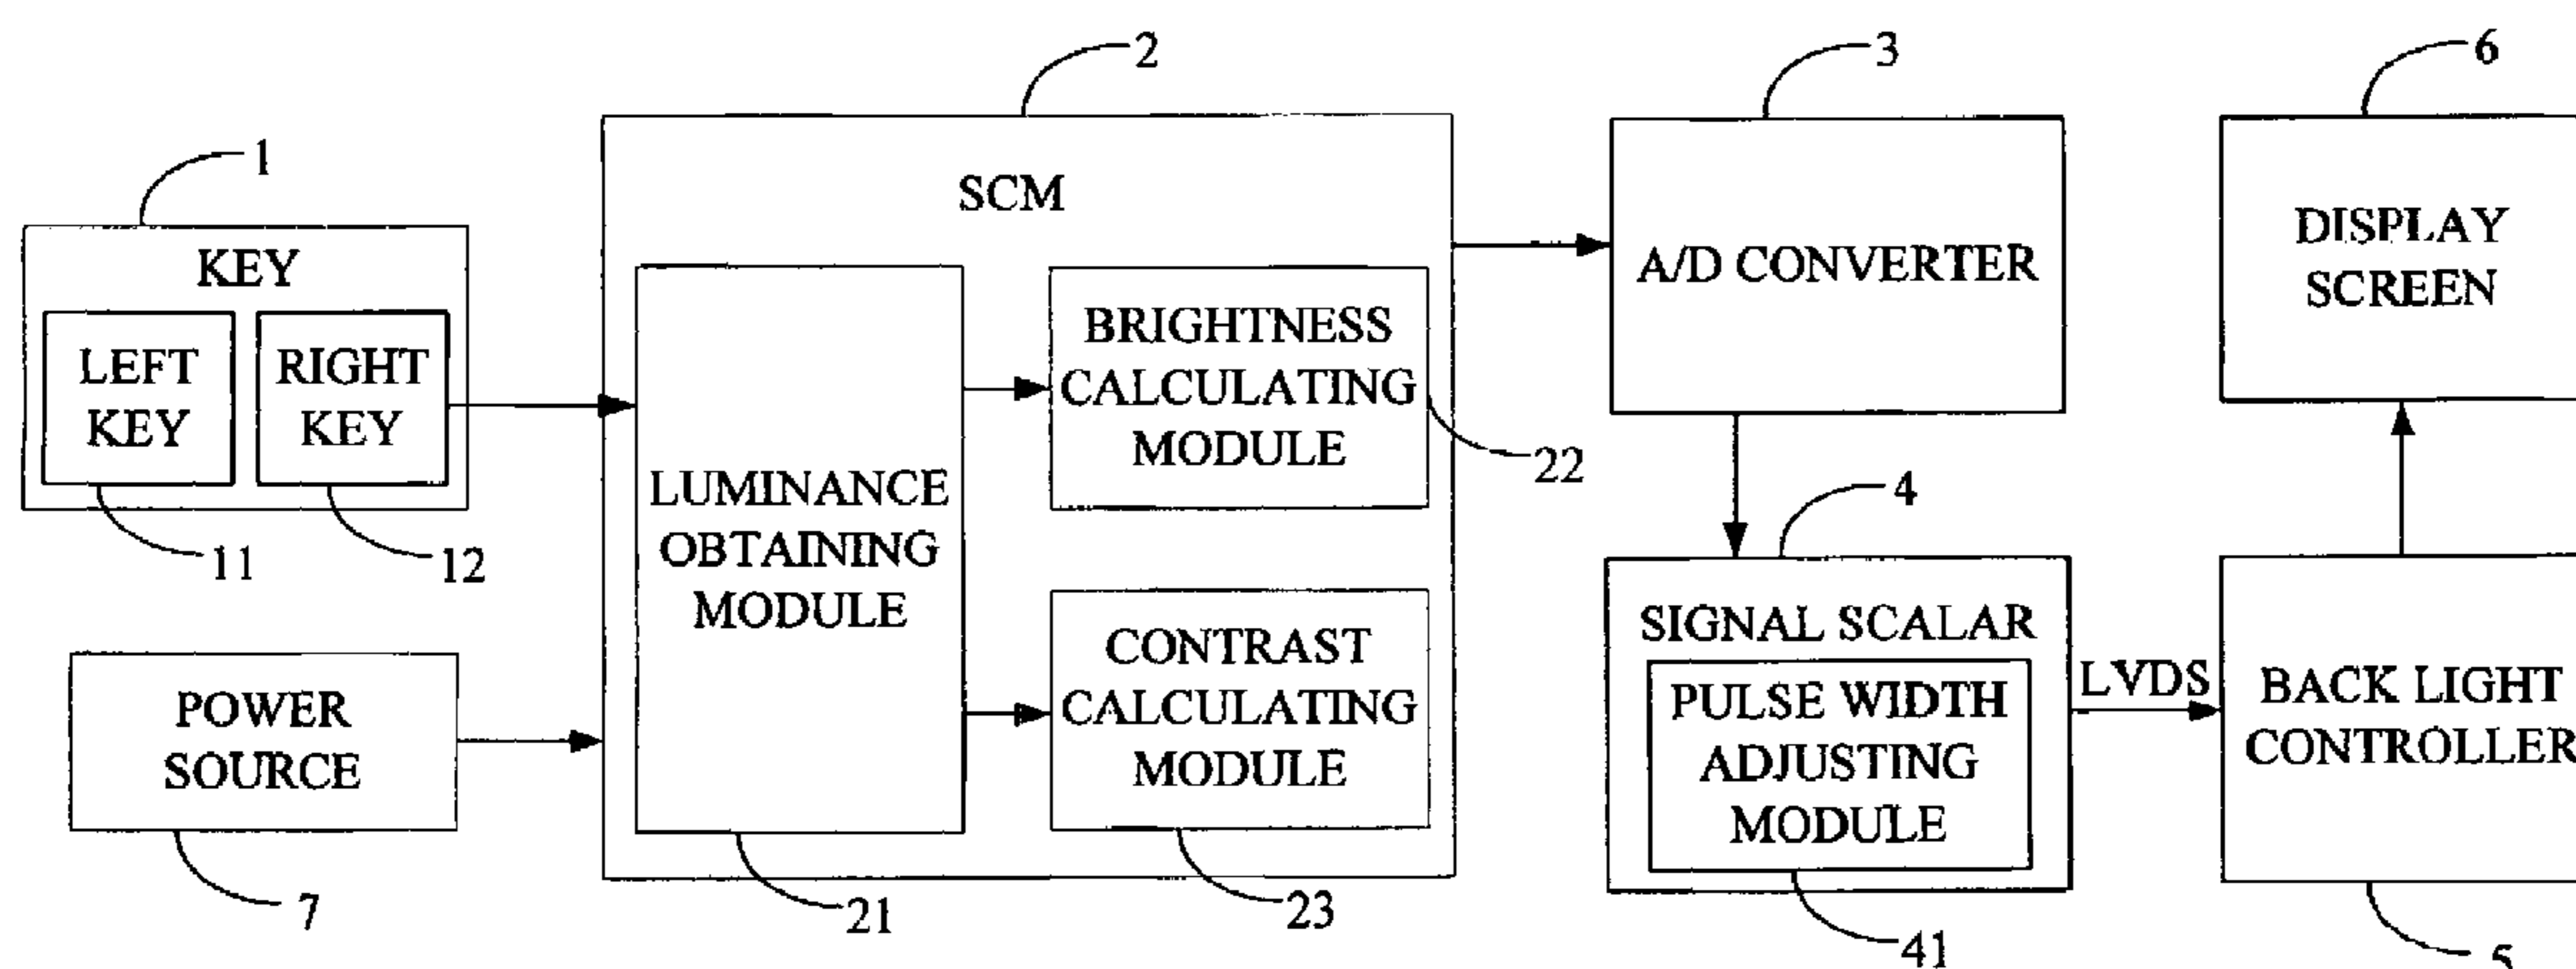 2
3
6
1
SCM
KEY
DISPLAY
SCREEN
A/D CONVERTER
LEFT
KEY
RIGHT
KEY
BRIGHTNESS
CALCULATING
MODULE
22
LUMINANCE
OBTAINING
MODULE
4
11
12
SIGNAL SCALAR
CONTRAST
CALCULATING
MODULE
LVDS
PULSE WIDTH
ADJUSTING
MODULE
BACK LIGHT
CONTROLLER
POWER
SOURCE
7
21
23
41
5